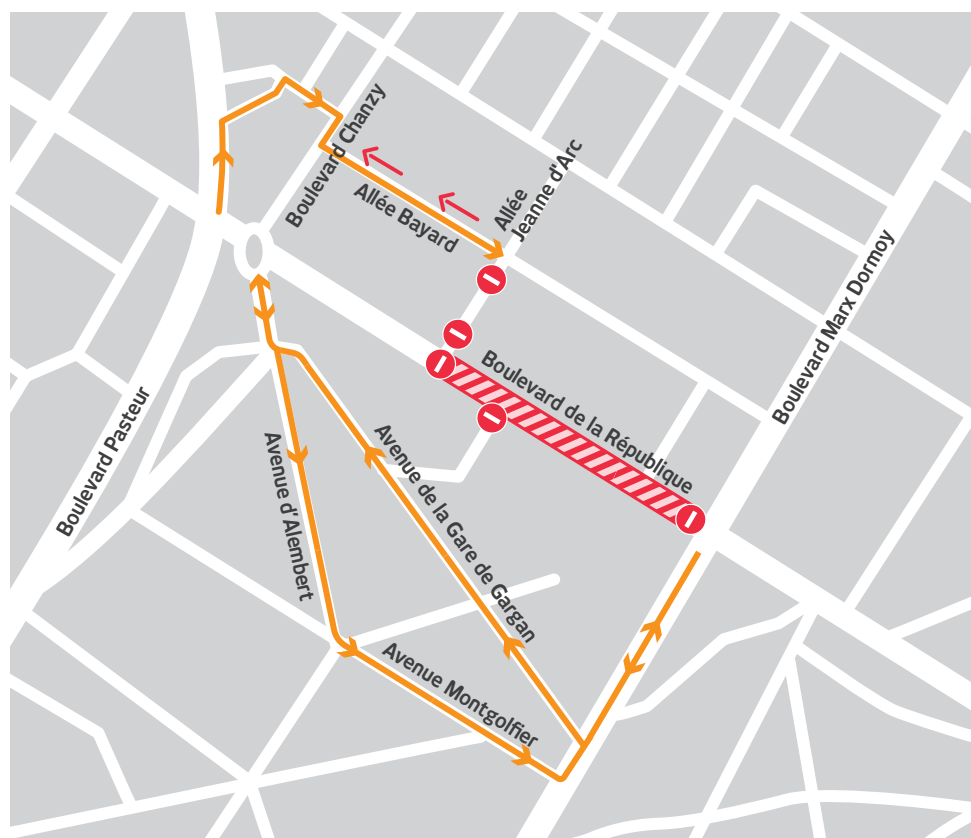 Boulevard Chanzy
Allée
Jeanne d'Arc
Allée Bayard
Boulevard Marx Dormoy
Boulevard de la République
Boulevard Pasteur
Avenue d'Alembert
Avenue de la Gare de Gargan
Avenue Montgolfier